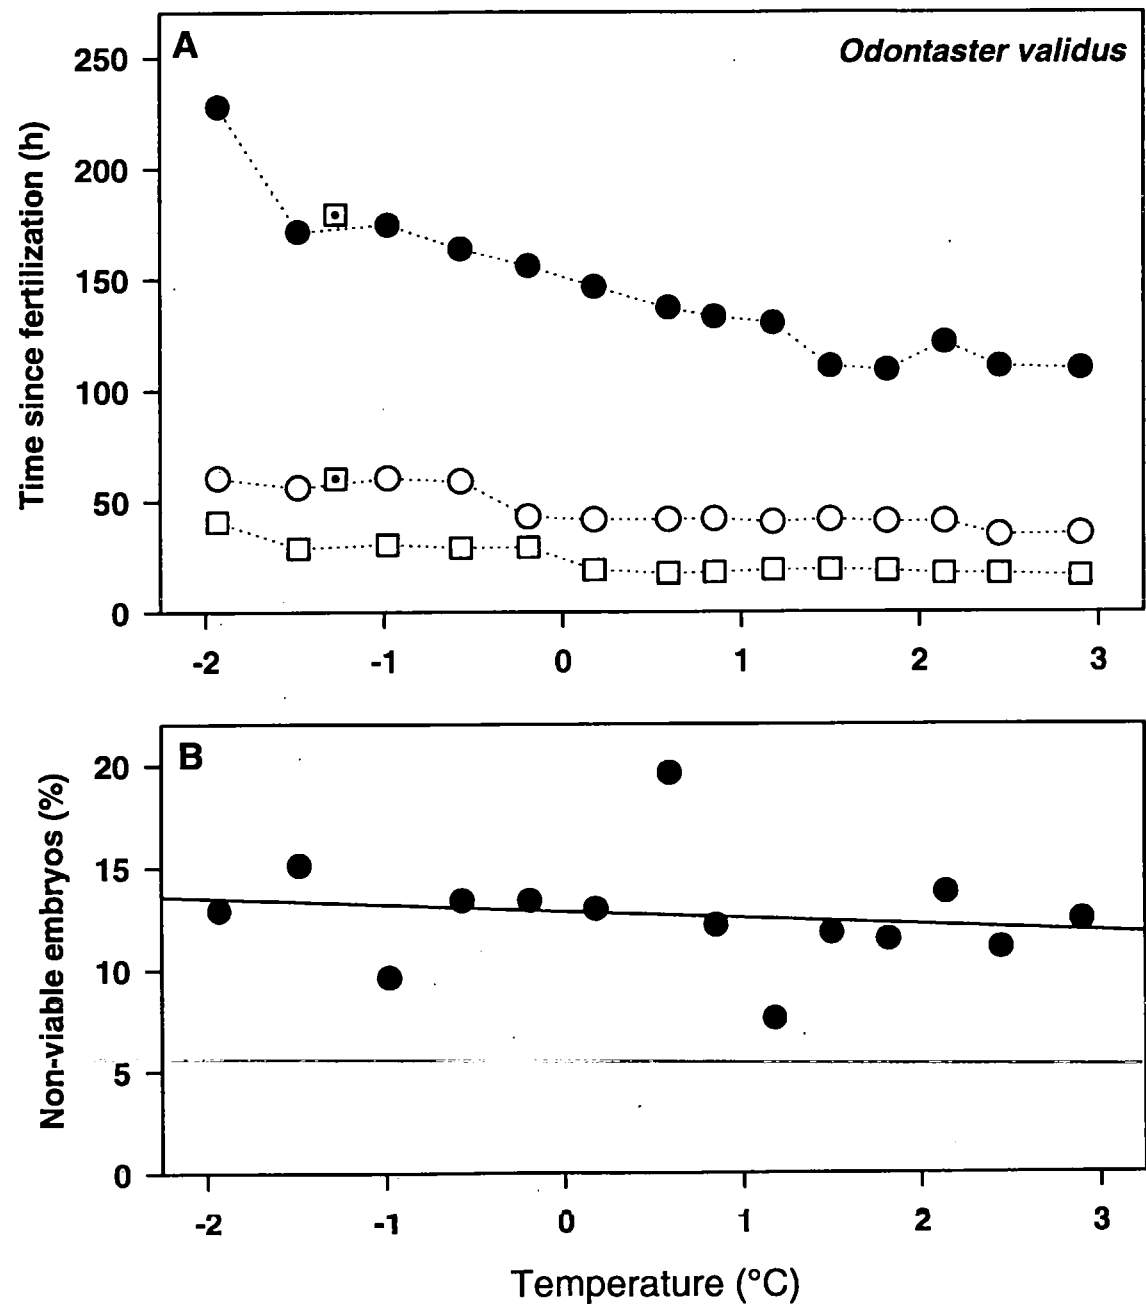 A
Odontaster validus
Time since fertilization (h)
250
200
150
100
50
0
-2 -1 0 1 2 3
B
Non-viable embryos (%)
20
15
10
5
0
-2 -1 0 1 2 3
Temperature (°C)